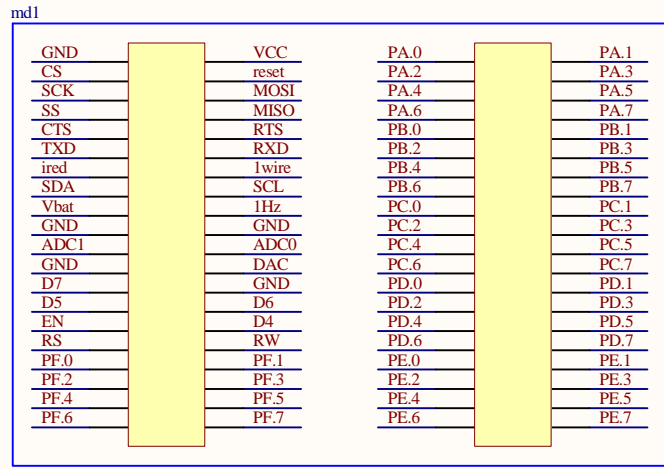 md1
GND VCC PA.0 PA.1
CS reset PA.2 PA.3
SCK MOSI PA.4 PA.5
SS MISO PA.6 PA.7
CTS RTS PB.0 PB.1
TXD RXD PB.2 PB.3
ired 1wire PB.4 PB.5
SDA SCL PB.6 PB.7
Vbat 1Hz PC.0 PC.1
GND GND PC.2 PC.3
ADC1 ADC0 PC.4 PC.5
GND DAC PC.6 PC.7
D7 GND PD.0 PD.1
D5 D6 PD.2 PD.3
EN D4 PD.4 PD.5
RS RW PD.6 PD.7
PF.0 PF.1 PE.0 PE.1
PF.2 PF.3 PE.2 PE.3
PF.4 PF.5 PE.4 PE.5
PF.6 PF.7 PE.6 PE.7